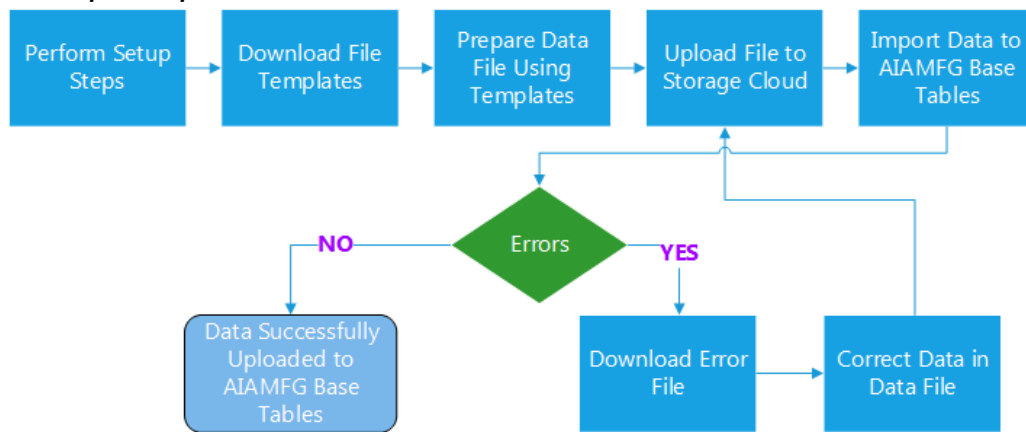 Perform Setup
Steps
Download File
Templates
Prepare Data
File Using
Templates
Upload File to
Storage Cloud
Import Data to
AIAMFG Base
Tables
Errors
NO
YES
Data Successfully
Uploaded to
AIAMFG Base
Tables
Download Error
File
Correct Data in
Data File